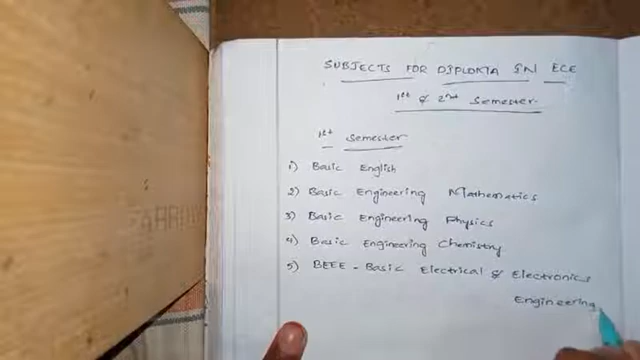 SUBJECTS FOR DIPLOMA IN ECE
1st & 2nd Semester
1st Semester
1) Basic English
2) Basic Engineering Mathematics
3) Basic Engineering Physics
4) Basic Engineering Chemistry
5) BEEE - Basic Electrical & Electronics
Engineering